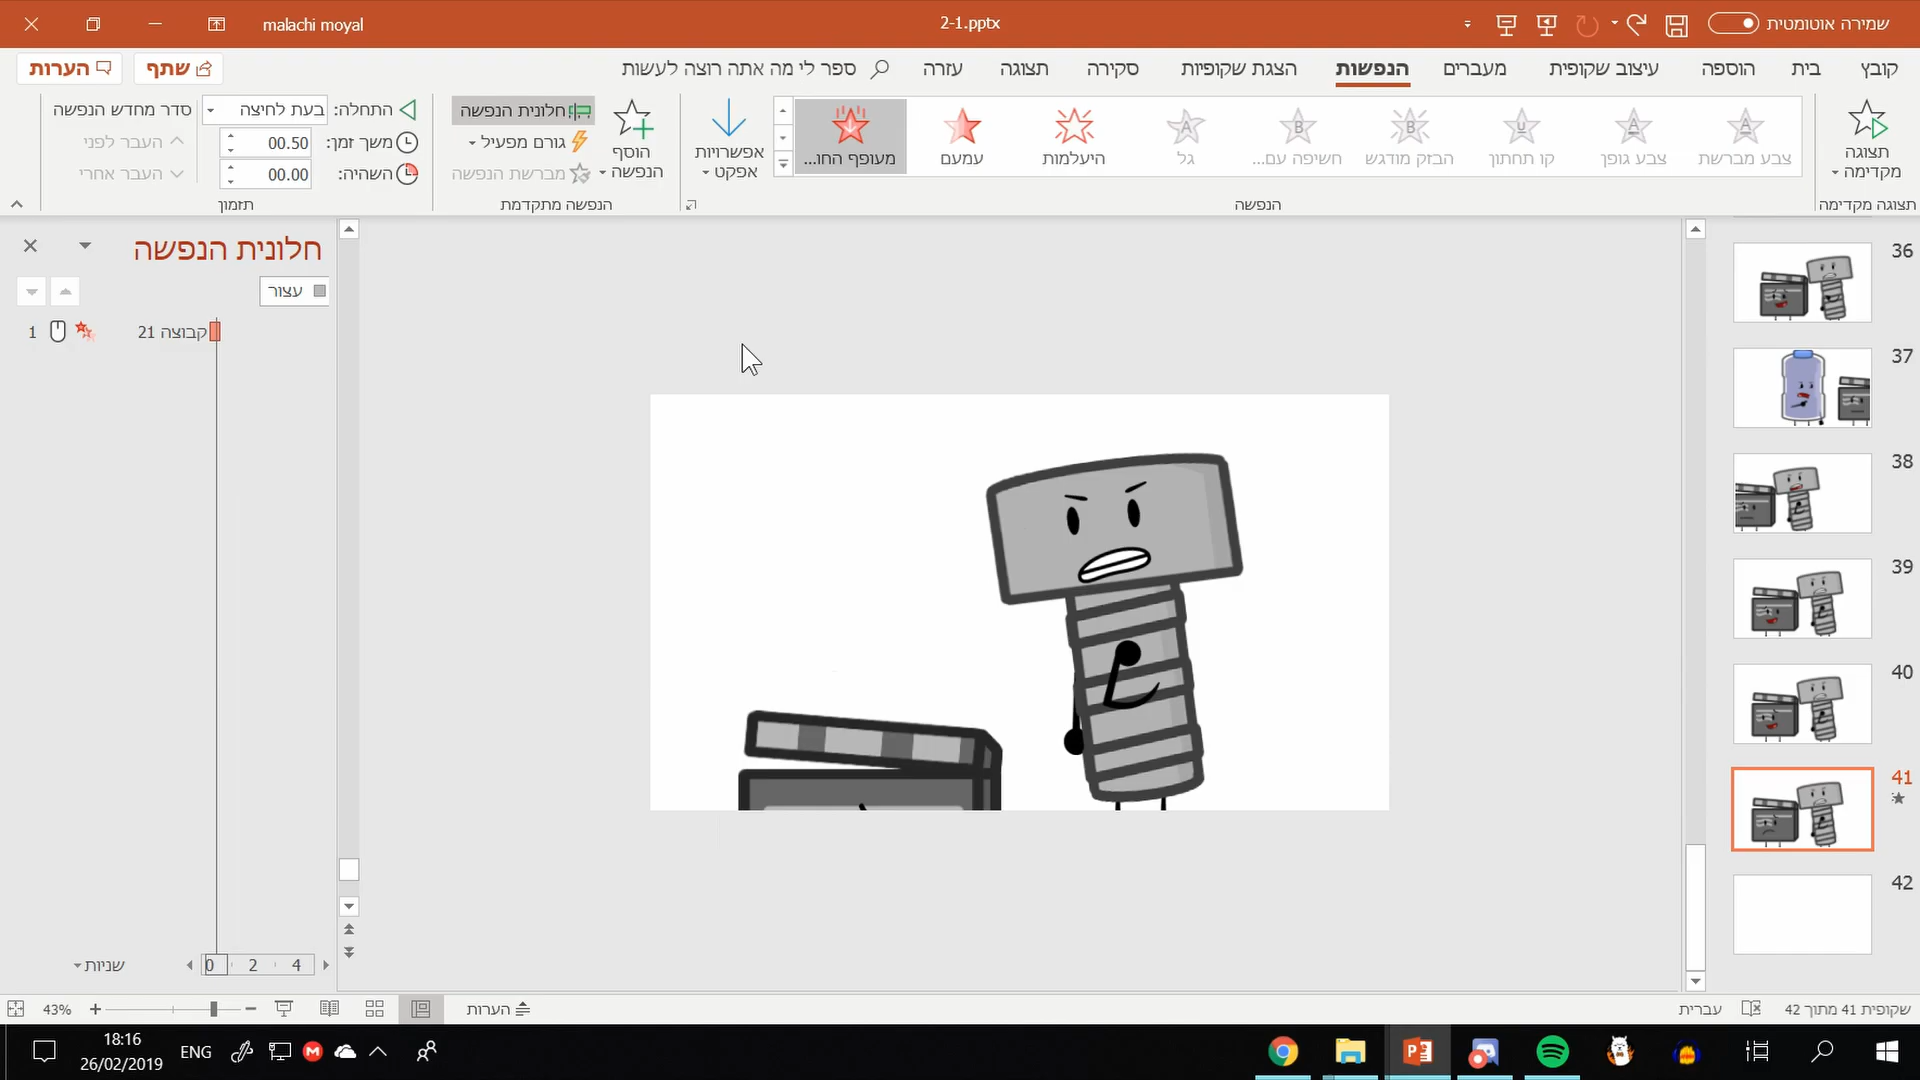 שמירה אוטומטית
2-1.pptx
malachi moyal
קובץ
בית
הוספה
עיצוב שקופית
מעברים
הנפשות
הצגת שקופיות
סקירה
תצוגה
עזרה
ספר לי מה אתה רוצה לעשות
שתף
הערות
תצוגה
מקדימה
צבע מברשת
צבע גופן
קו תחתון
הבזק מודגש
חשיפה עם...
גל
היעלמות
עמעם
מעופף החו...
אפשרויות
אפקט
הוסף
הנפשה
חלונית הנפשה
גורם מפעיל
מברשת הנפשה
התחלה: בעת לחיצה
משך זמן: 00.50
השהיה: 00.00
סדר מחדש הנפשה
העבר לפני
העבר אחרי
תצוגה מקדימה
הנפשה
הנפשה מתקדמת
תזמון
חלונית הנפשה
עצור
1
קבוצה 21
שניות
0 2 4
36
37
38
39
40
41
42
שקופית 41 מתוך 42
עברית
הערות
43%
18:16
26/02/2019
ENG